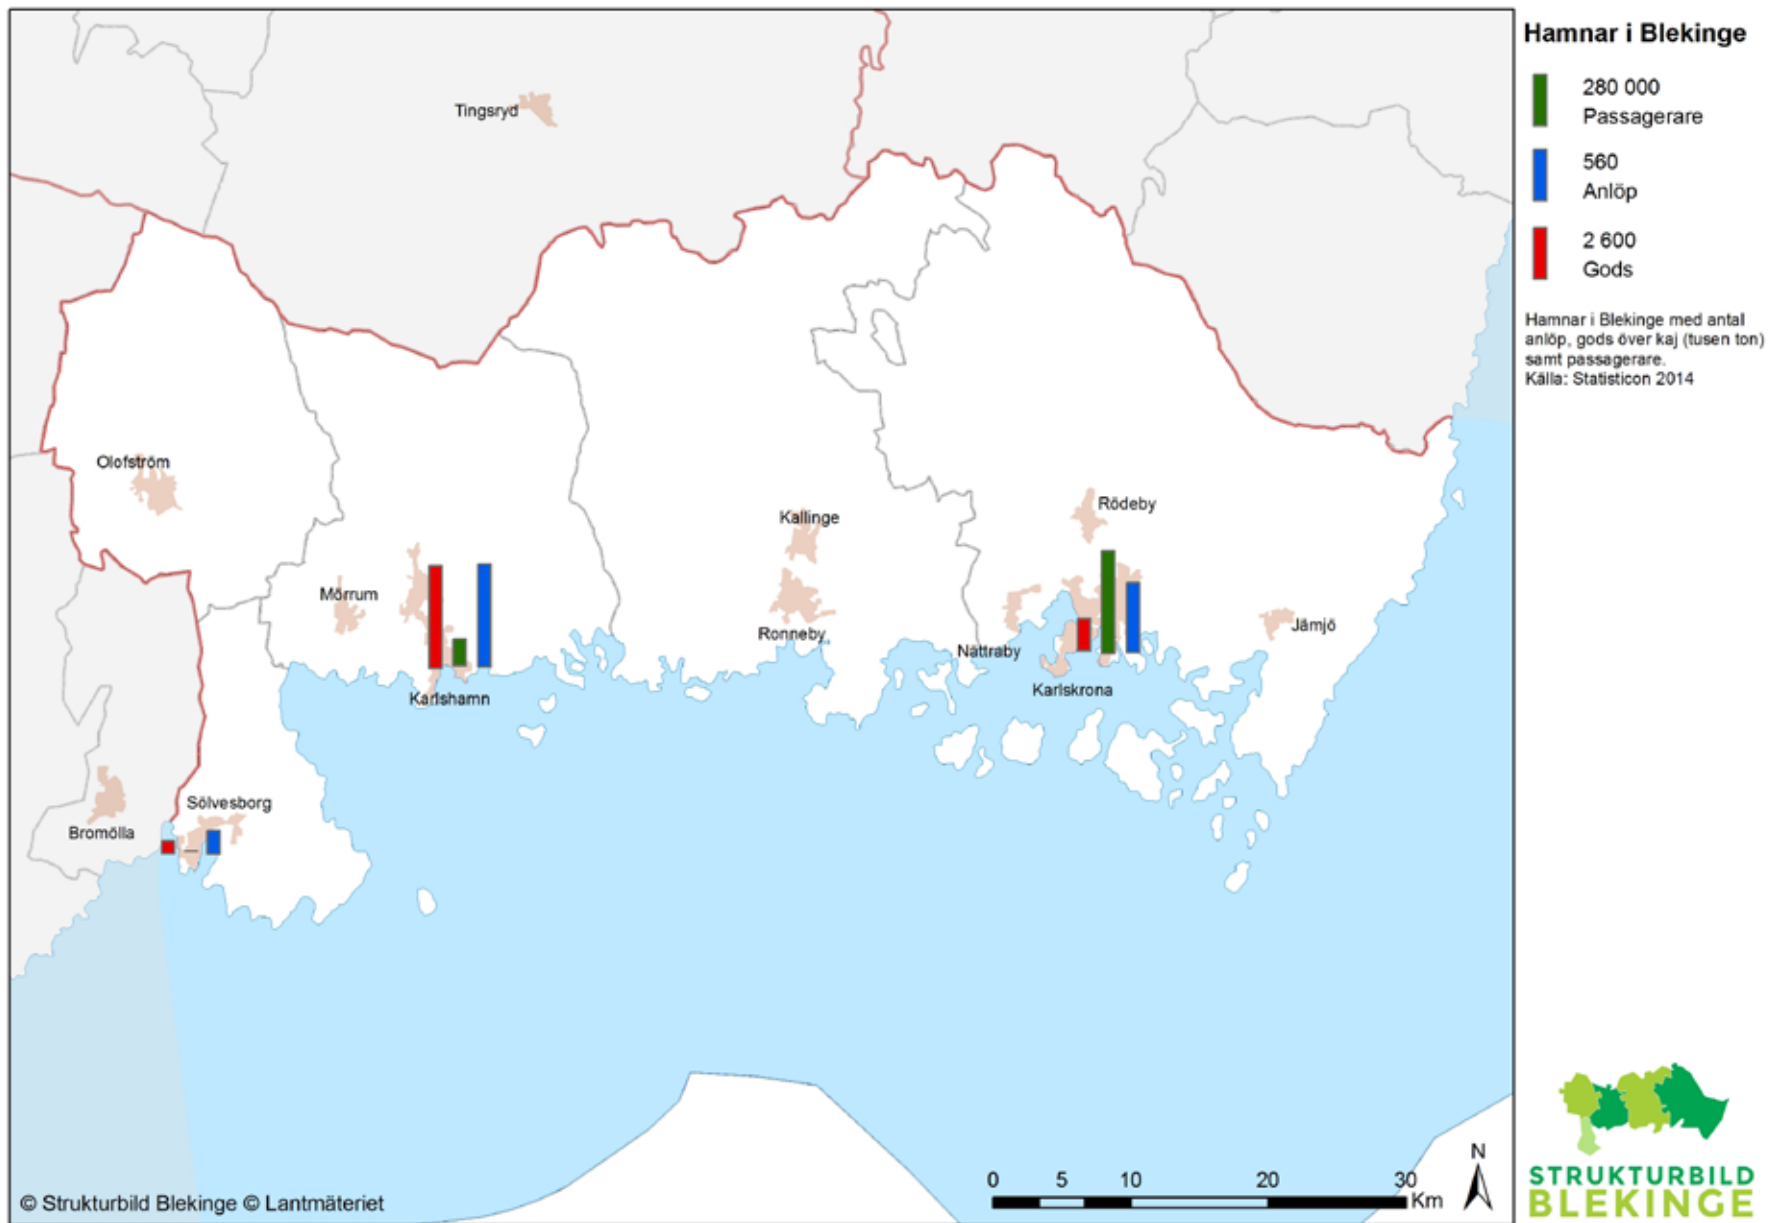 Hamnar i Blekinge
280 000
Passagerare
560
Anlöp
2 600
Gods
Hamnar i Blekinge med antal
anlöp, gods över kaj (tusen ton)
samt passagerare.
Källa: Statisticon 2014
Tingsryd
Olofström
Kallinge
Rödeby
Mörrum
Ronneby
Jämjö
Nättraby
Karlskrona
Karlshamn
Sölvesborg
Bromölla
N
0 5 10 20 30
Km
© Strukturbild Blekinge © Lantmäteriet
STRUKTURBILD
BLEKINGE